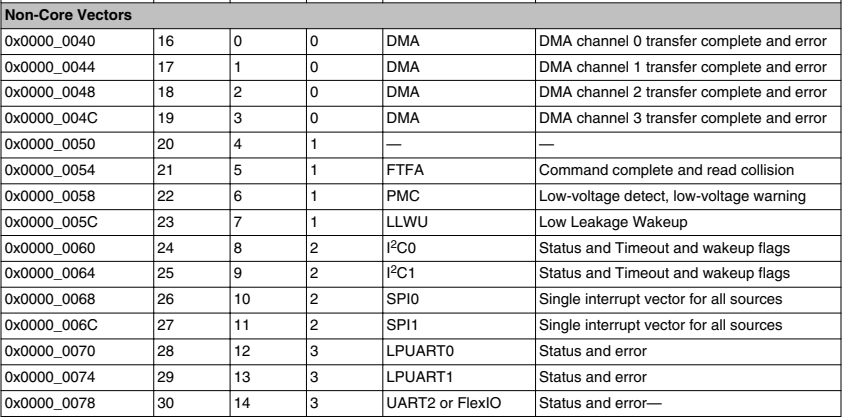 Non-Core Vectors
0x0000_0040 16 0 0 DMA DMA channel 0 transfer complete and error
0x0000_0044 17 1 0 DMA DMA channel 1 transfer complete and error
0x0000_0048 18 2 0 DMA DMA channel 2 transfer complete and error
0x0000_004C 19 3 0 DMA DMA channel 3 transfer complete and error
0x0000_0050 20 4 1 — —
0x0000_0054 21 5 1 FTFA Command complete and read collision
0x0000_0058 22 6 1 PMC Low-voltage detect, low-voltage warning
0x0000_005C 23 7 1 LLWU Low Leakage Wakeup
0x0000_0060 24 8 2 I²C0 Status and Timeout and wakeup flags
0x0000_0064 25 9 2 I²C1 Status and Timeout and wakeup flags
0x0000_0068 26 10 2 SPI0 Single interrupt vector for all sources
0x0000_006C 27 11 2 SPI1 Single interrupt vector for all sources
0x0000_0070 28 12 3 LPUART0 Status and error
0x0000_0074 29 13 3 LPUART1 Status and error
0x0000_0078 30 14 3 UART2 or FlexIO Status and error—